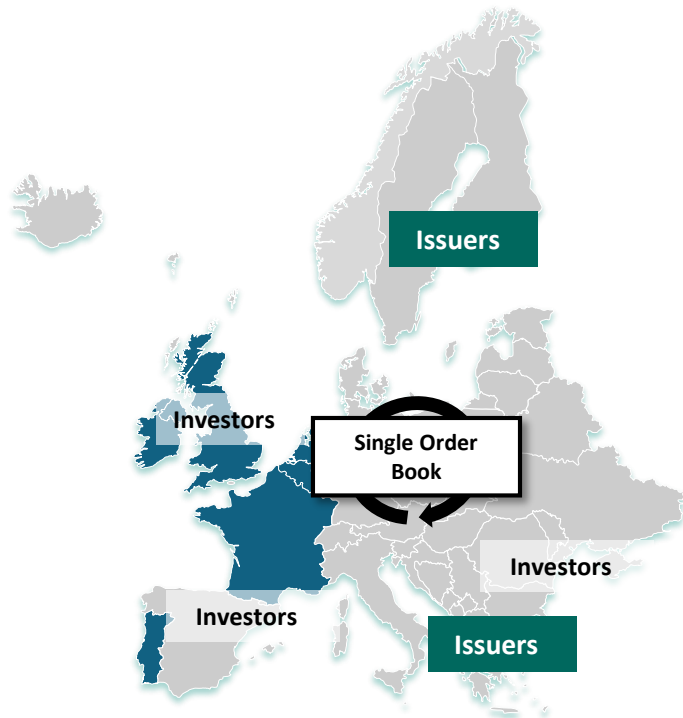 Issuers
Investors
Single Order
Book
Investors
Investors
Issuers